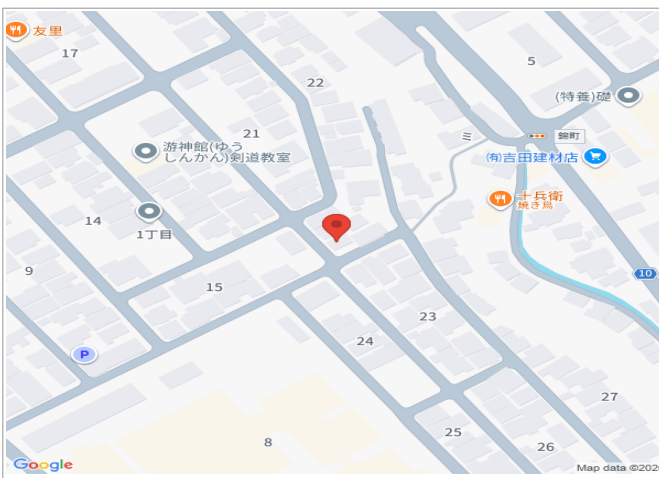 友里
17
5
22
(特養)礎
錦町
21
游神館(ゆう
しんかん)剣道教室
(有)吉田建材店
ミ
十兵衛
焼き鳥
14
1丁目
9
15
10
23
24
P
27
8
25
26
Google
Map data ©202